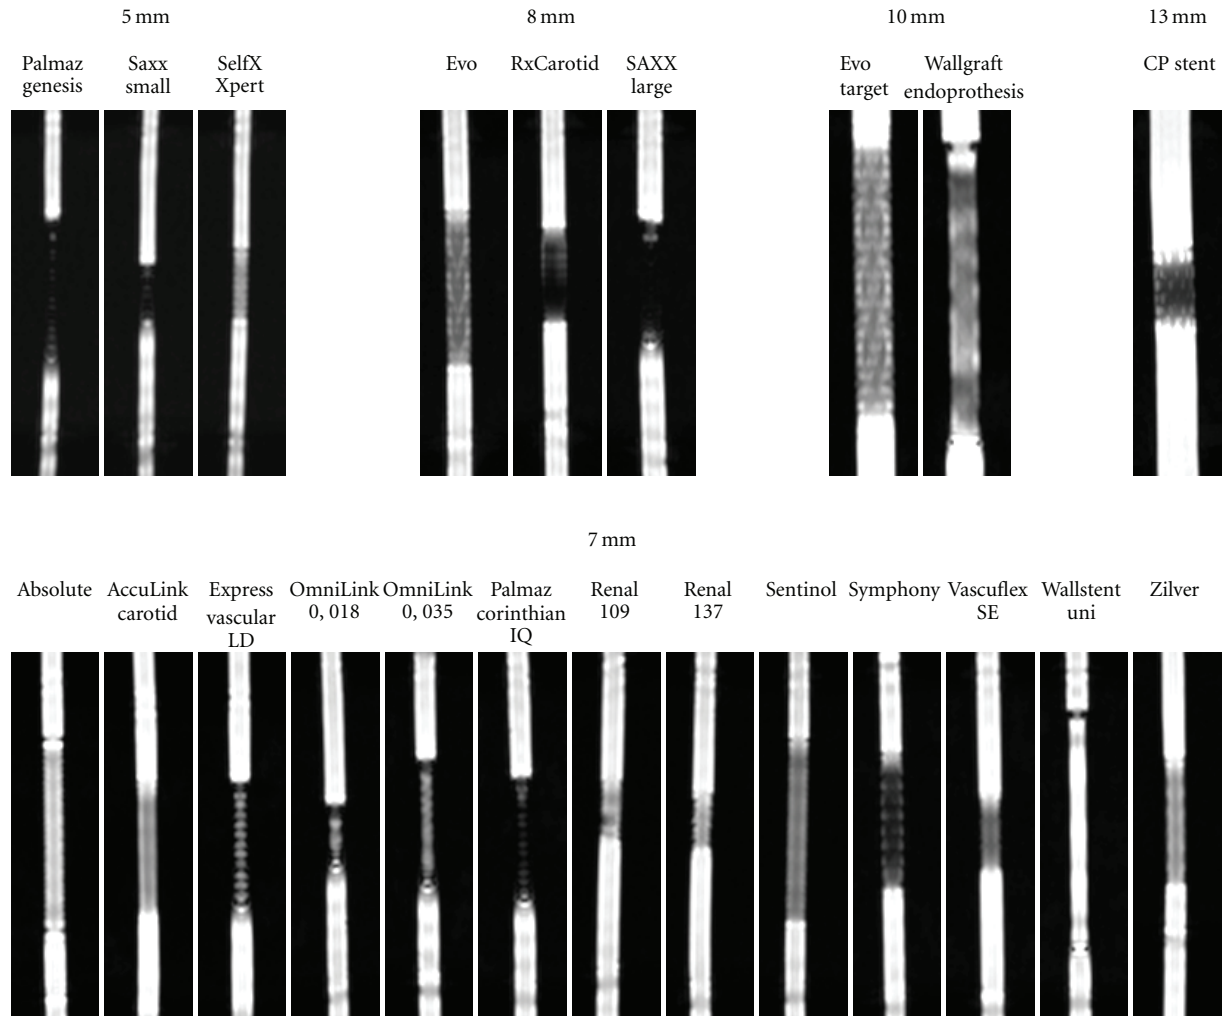 5 mm
8 mm
10 mm
13 mm
Palmaz
genesis
Saxx
small
SelfX
Xpert
Evo
RxCarotid
SAXX
large
Evo
target
Wallgraft
endoprothesis
CP stent
7 mm
Absolute
AccuLink
carotid
Express
vascular
LD
OmniLink
0, 018
OmniLink
0, 035
Palmaz
corinthian
IQ
Renal
109
Renal
137
Sentinol
Symphony
Vascuflex
SE
Wallstent
uni
Zilver